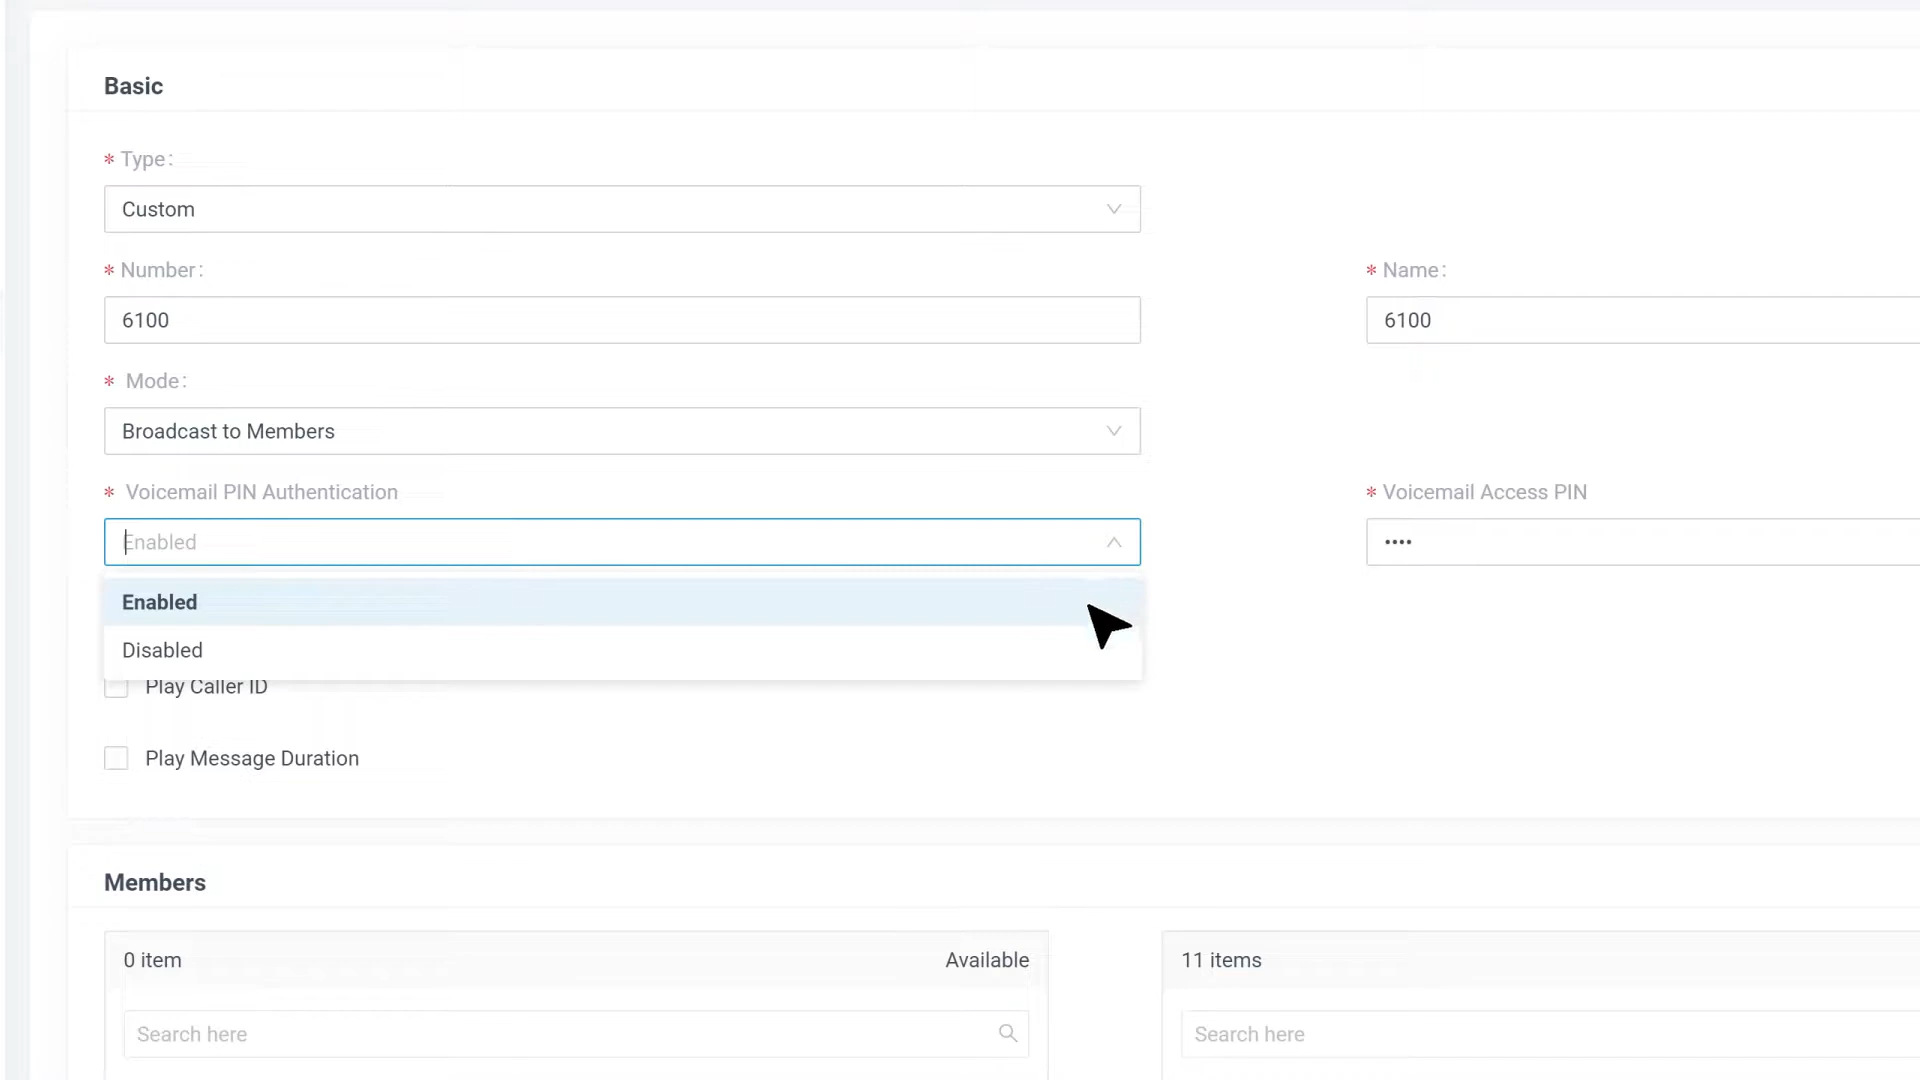 Basic
* Type:
Custom
* Number:
* Name:
6100
6100
* Mode:
Broadcast to Members
* Voicemail PIN Authentication
* Voicemail Access PIN
Enabled
••••
Enabled
Disabled
Play Caller ID
Play Message Duration
Members
0 item
Available
11 items
Search here
Search here